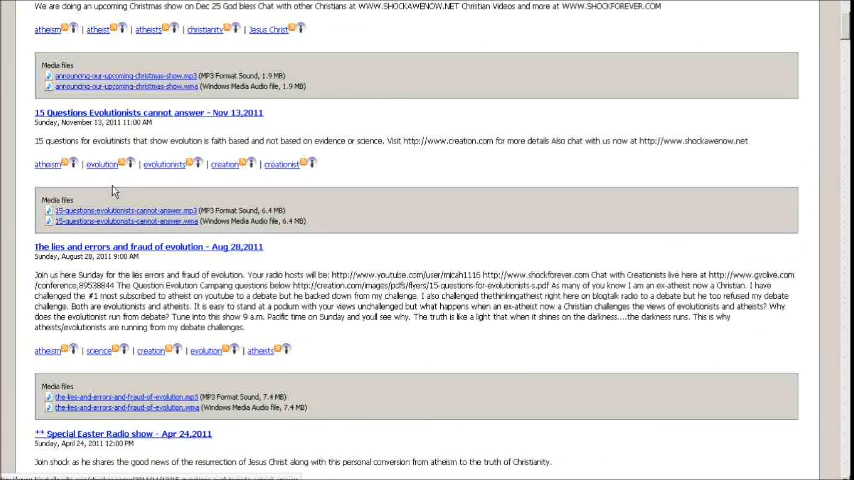 We are doing an upcoming Christmas show on Dec 25 God bless Chat with other Christians at WWW.SHOCKAWENOW.NET Christian Videos and more at WWW.SHOCKFOREVER.COM
atheism | atheist | atheists | christianity | Jesus Christ
Media files
announcing-our-upcoming-christmas-show.mp3 (MP3 Format Sound, 1.9 MB)
announcing-our-upcoming-christmas-show.wma (Windows Media Audio file, 1.9 MB)
15 Questions Evolutionists cannot answer - Nov 13,2011
Sunday, November 13, 2011 11:00 AM
15 questions for evolutinists that show evolution is faith based and not based on evidence or science. Visit http://www.creation.com for more details Also chat with us now at http://www.shockawenow.net
atheism | evolution | evolutionists | creation | creationist
Media files
15-questions-evolutionists-cannot-answer.mp3 (MP3 Format Sound, 6.4 MB)
15-questions-evolutionists-cannot-answer.wma (Windows Media Audio file, 6.4 MB)
The lies and errors and fraud of evolution - Aug 28,2011
Sunday, August 28, 2011 9:00 AM
Join us here Sunday for the lies errors and fraud of evolution. Your radio hosts will be: http://www.youtube.com/user/micah1116 http://www.shockforever.com Chat with Creationists live here at http://www.gvolive.com
/conference,89538844 The Question Evolution Campaing questions below http://creation.com/images/pdfs/flyers/15-questions-for-evolutionists-s.pdf As many of you know I am an ex-atheist now a Christian. I have
challenged the #1 most subscribed to atheist on youtube to a debate but he backed down from my challenge. I also challenged thethinkingatheist right here on blogtalk radio to a debate but he too refused my debate
challenge. Both are evolutionists and atheists. It is easy to stand at a podium with your views unchallenged but what happens when an ex-atheist now a Christian challenges the views of evolutionists and atheists? Why
does the evolutionist run from debate? Tune into this show 9 a.m. Pacific time on Sunday and youll see why. The truth is like a light that when it shines on the darkness....the darkness runs. This is why
atheists/evolutionists are running from my debate challenges.
atheism | science | creation | evolution | atheists
Media files
the-lies-and-errors-and-fraud-of-evolution.mp3 (MP3 Format Sound, 7.4 MB)
the-lies-and-errors-and-fraud-of-evolution.wma (Windows Media Audio file, 7.4 MB)
** Special Easter Radio show - Apr 24,2011
Sunday, April 24, 2011 12:00 PM
Join shock as he shares the good news of the resurrection of Jesus Christ along with this personal conversion from atheism to the truth of Christianity.